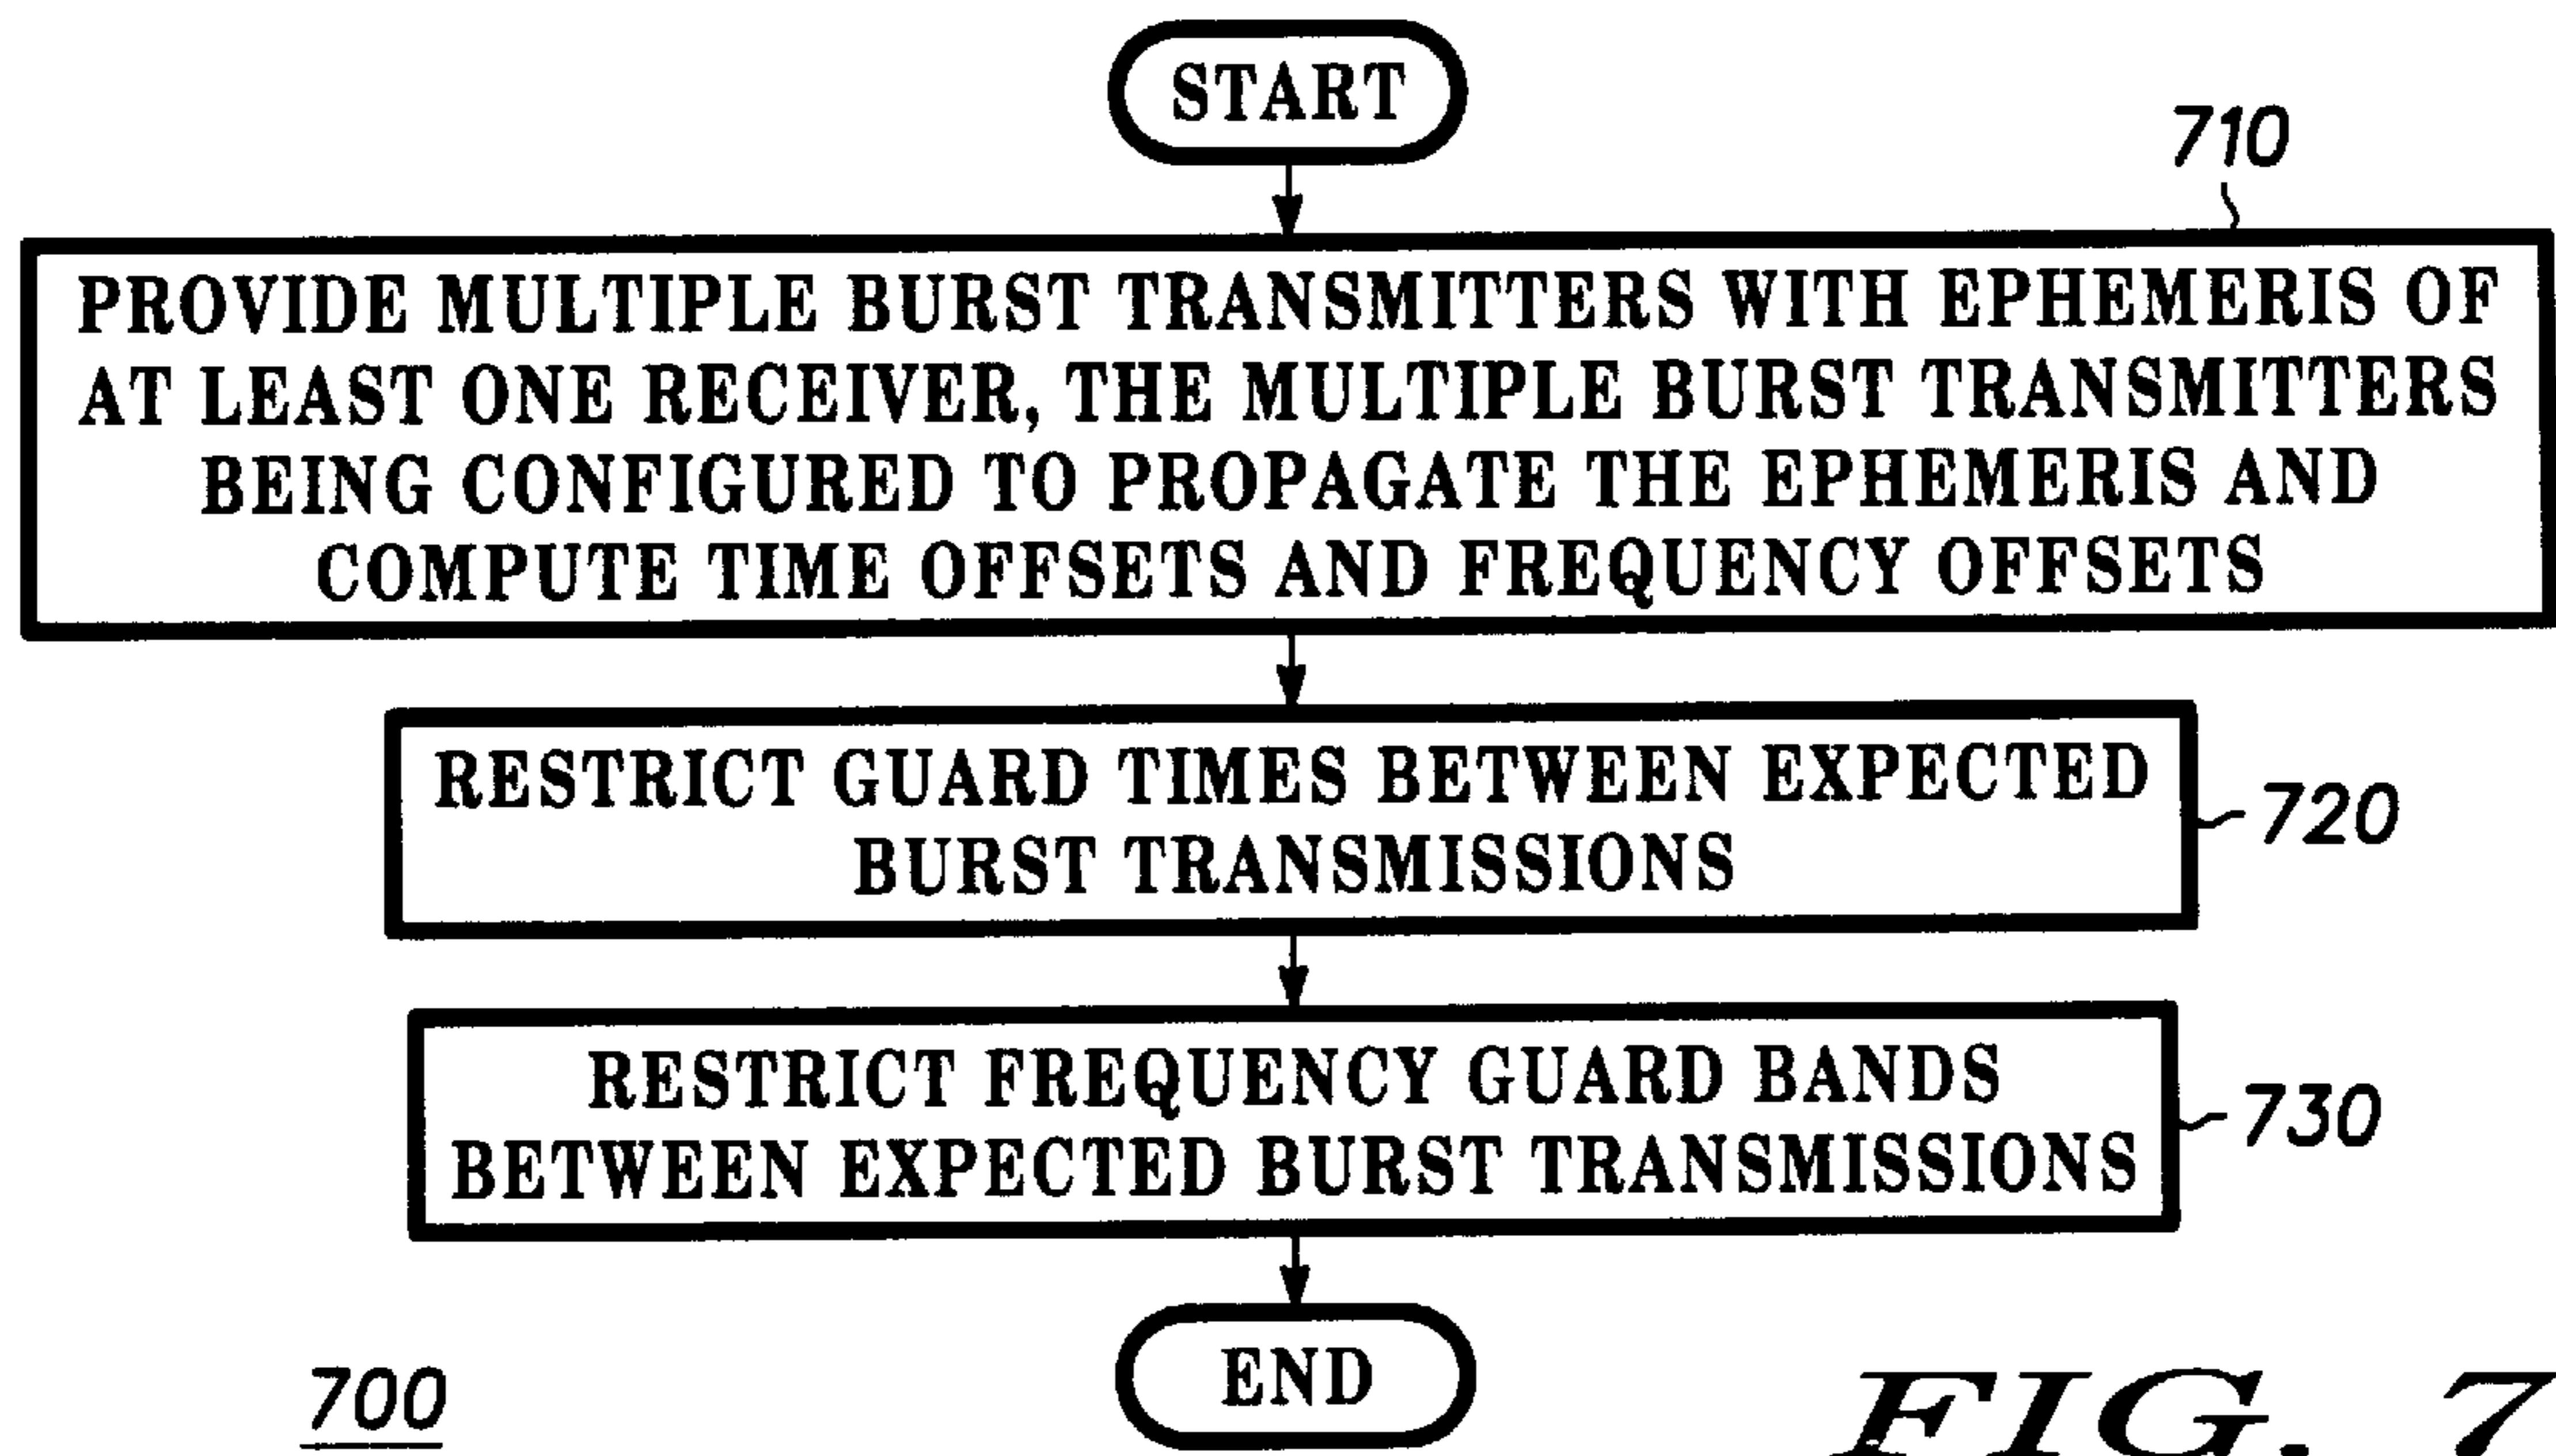 START
710
PROVIDE MULTIPLE BURST TRANSMITTERS WITH EPHEMERIS OF
AT LEAST ONE RECEIVER, THE MULTIPLE BURST TRANSMITTERS
BEING CONFIGURED TO PROPAGATE THE EPHEMERIS AND
COMPUTE TIME OFFSETS AND FREQUENCY OFFSETS
RESTRICT GUARD TIMES BETWEEN EXPECTED
BURST TRANSMISSIONS
720
RESTRICT FREQUENCY GUARD BANDS
BETWEEN EXPECTED BURST TRANSMISSIONS
730
END
700
FIG. 7